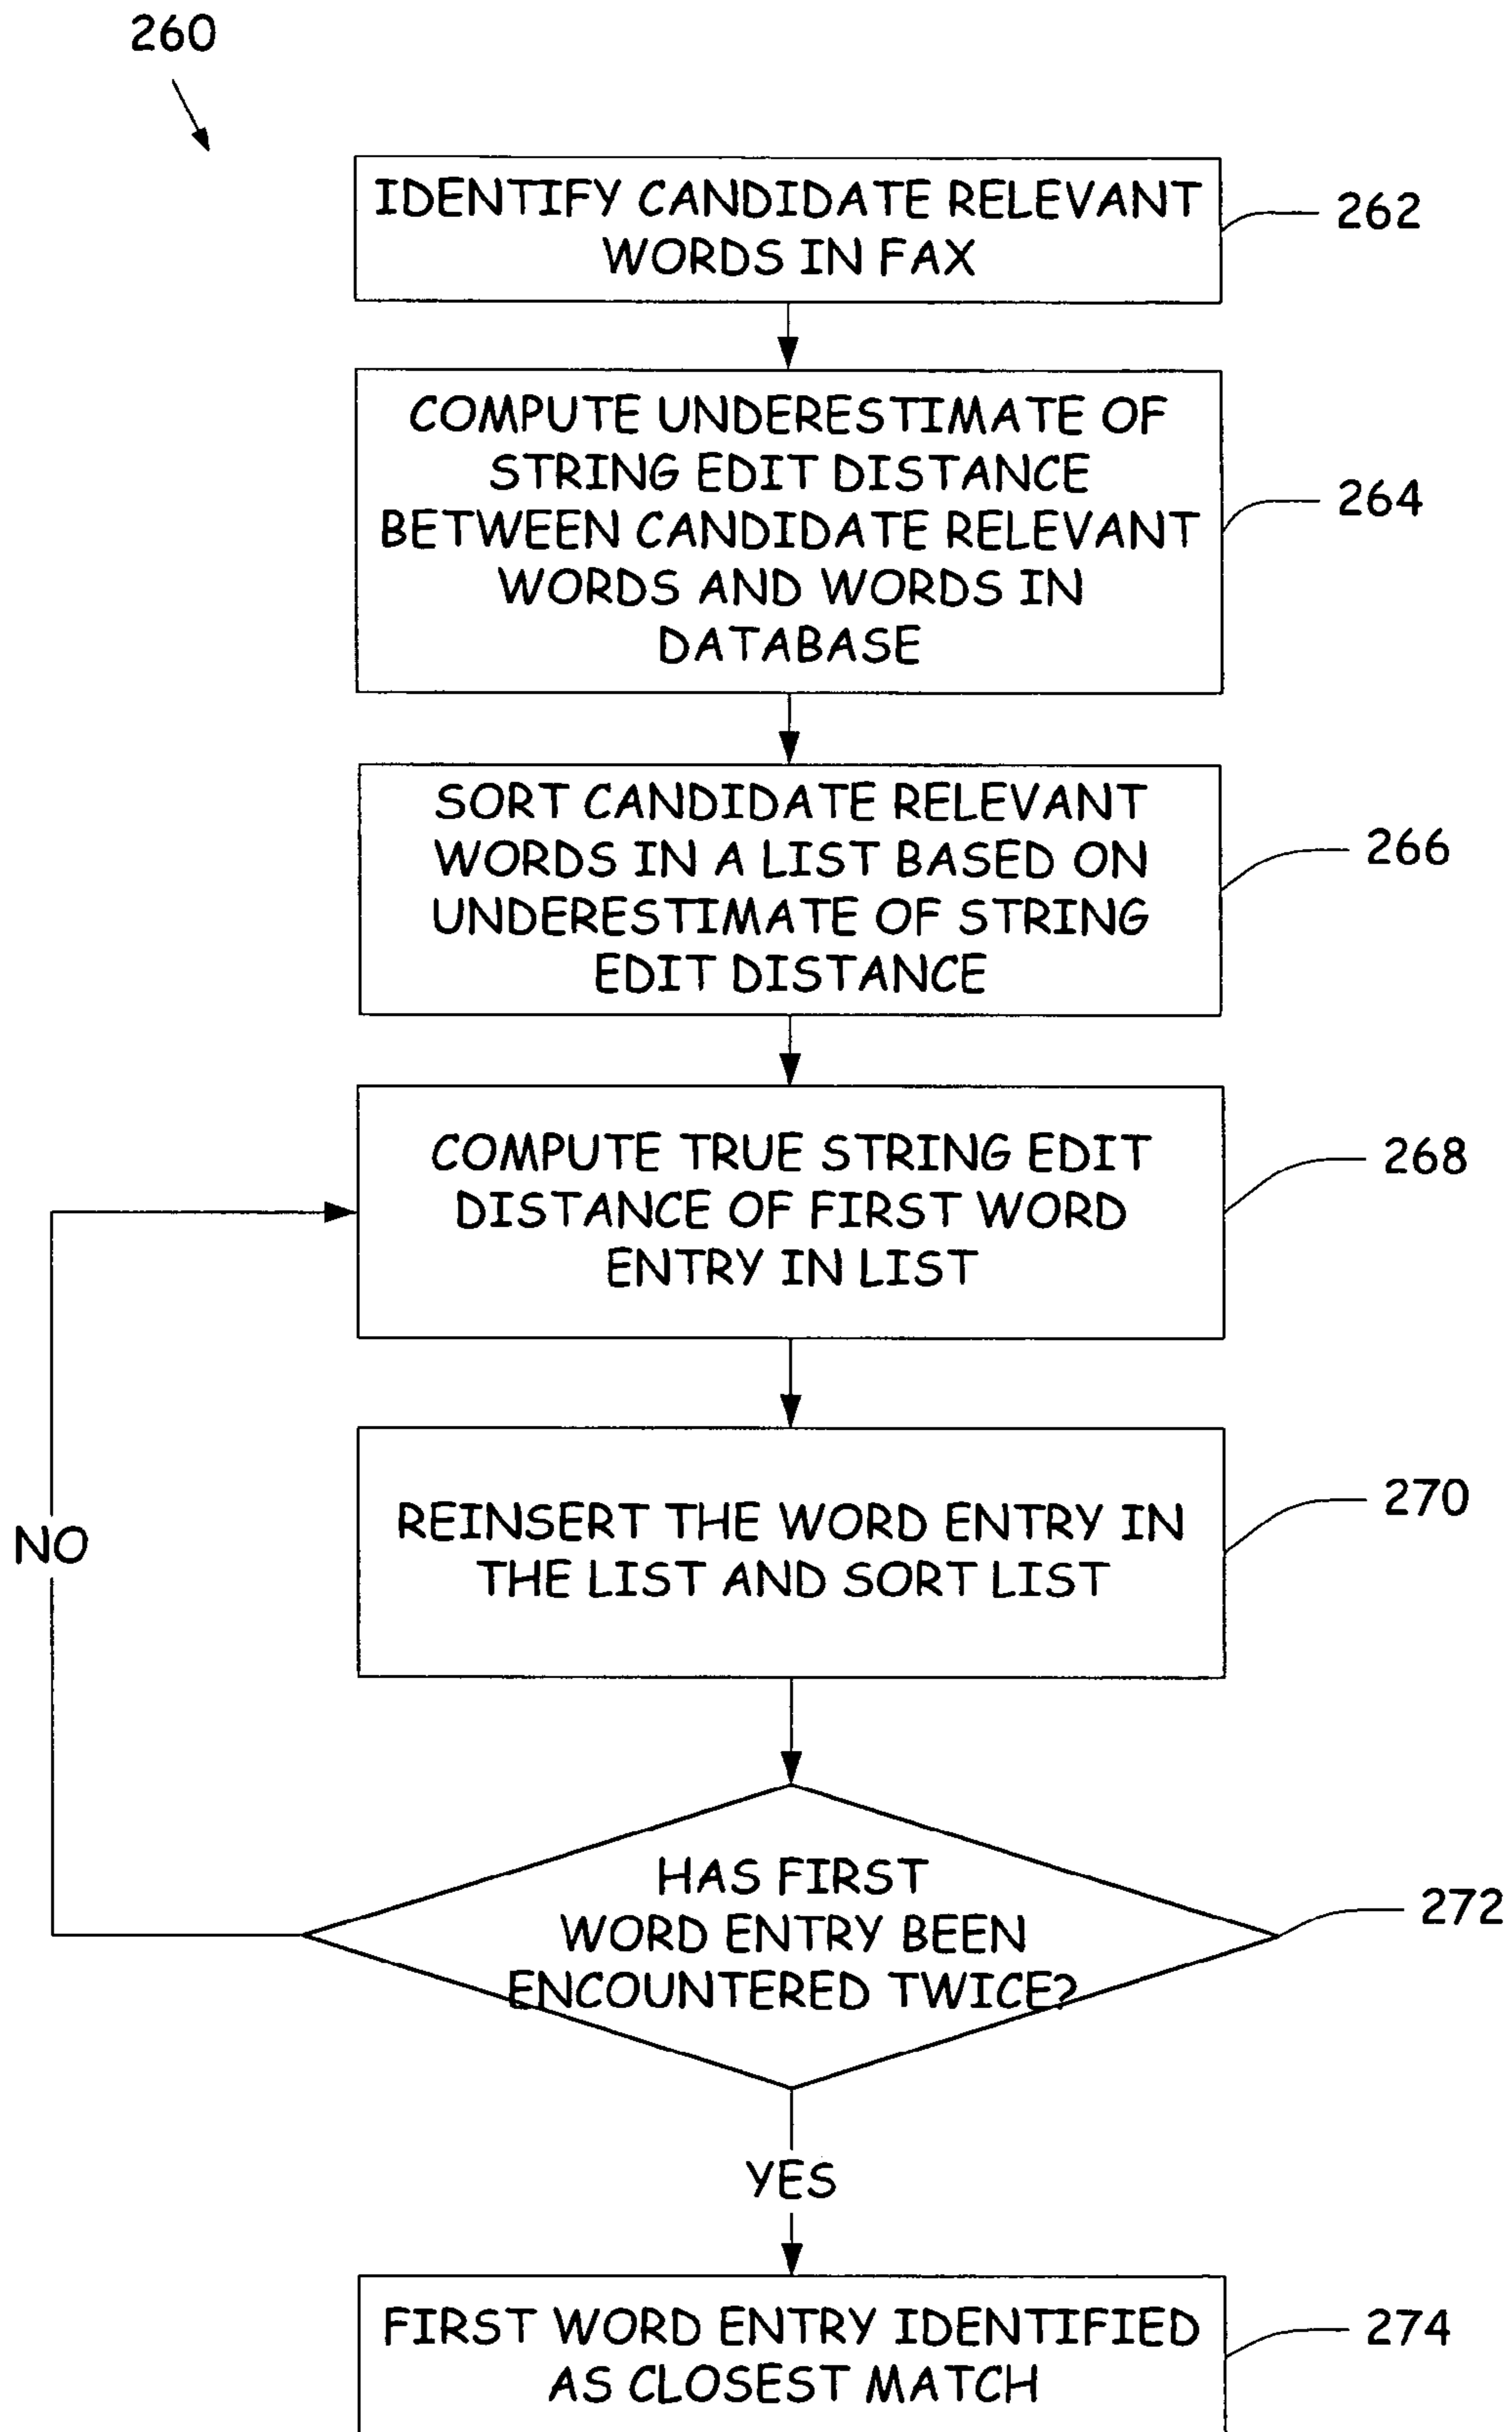 260
IDENTIFY CANDIDATE RELEVANT
WORDS IN FAX
262
COMPUTE UNDERESTIMATE OF
STRING EDIT DISTANCE
BETWEEN CANDIDATE RELEVANT
WORDS AND WORDS IN
DATABASE
264
SORT CANDIDATE RELEVANT
WORDS IN A LIST BASED ON
UNDERESTIMATE OF STRING
EDIT DISTANCE
266
COMPUTE TRUE STRING EDIT
DISTANCE OF FIRST WORD
ENTRY IN LIST
268
REINSERT THE WORD ENTRY IN
THE LIST AND SORT LIST
270
NO
HAS FIRST
WORD ENTRY BEEN
ENCOUNTERED TWICE?
272
YES
FIRST WORD ENTRY IDENTIFIED
AS CLOSEST MATCH
274